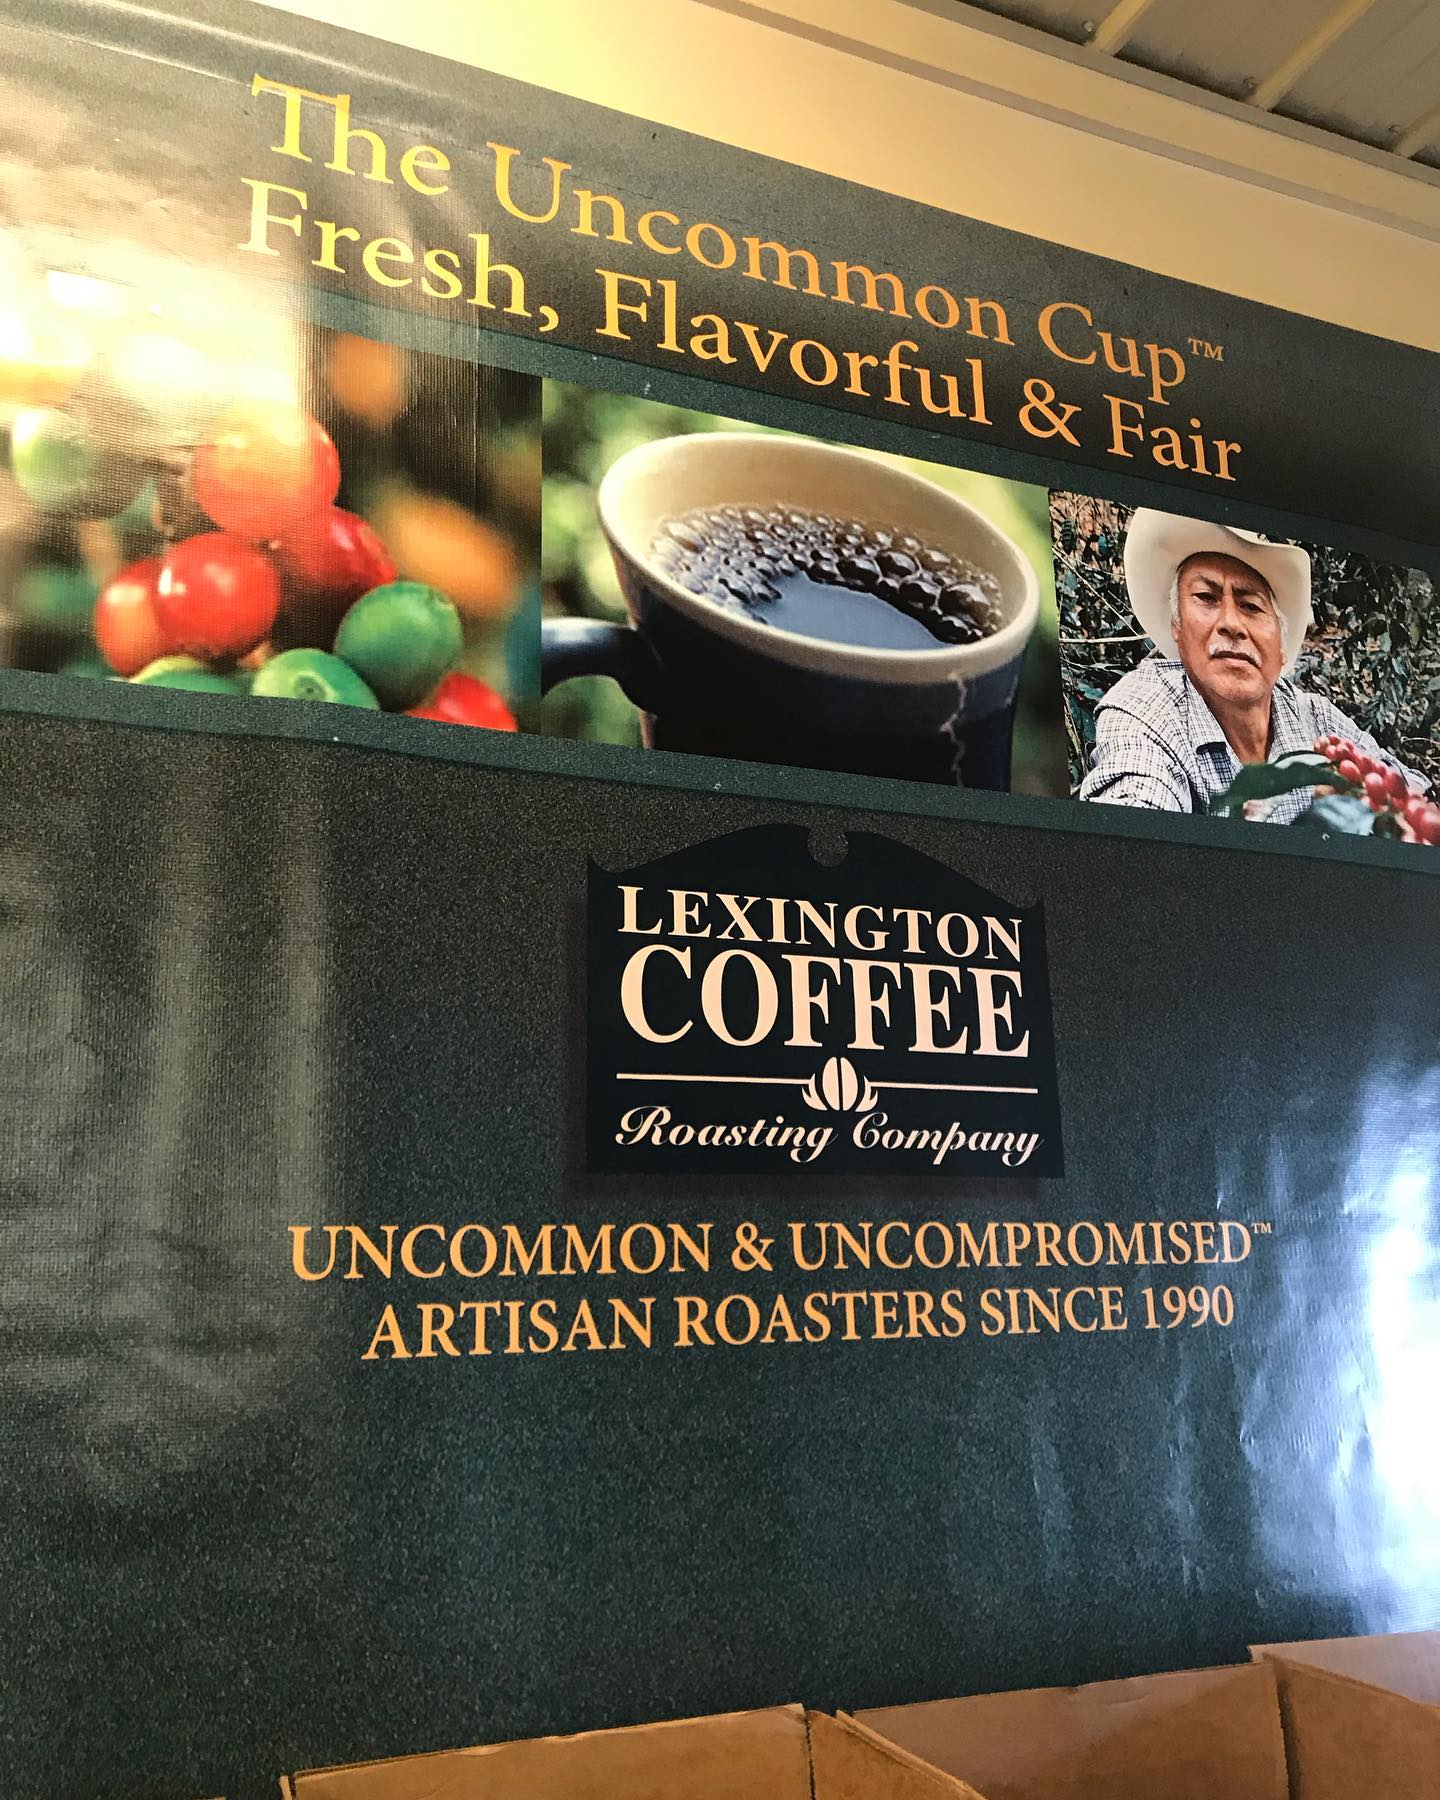 The Uncommon Cup™
Fresh, Flavorful & Fair
LEXINGTON
COFFEE
Roasting Company
UNCOMMON & UNCOMPROMISED™
ARTISAN ROASTERS SINCE 1990